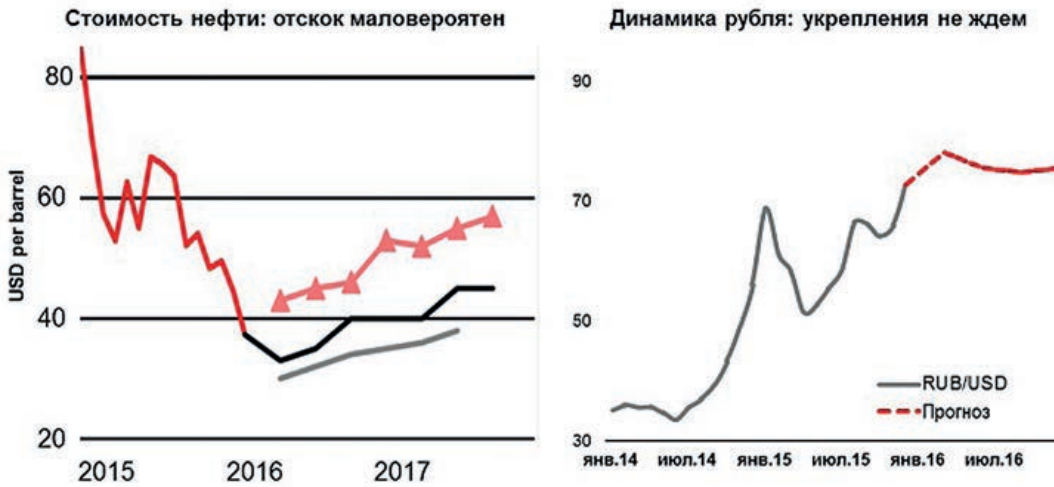 Стоимость нефти: отскок маловероятен
USD per barrel
80
60
40
20
2015 2016 2017
Динамика рубля: укрепления не ждем
90
70
50
30
RUB/USD
Прогноз
янв.14 июл.14 янв.15 июл.15 янв.16 июл.16